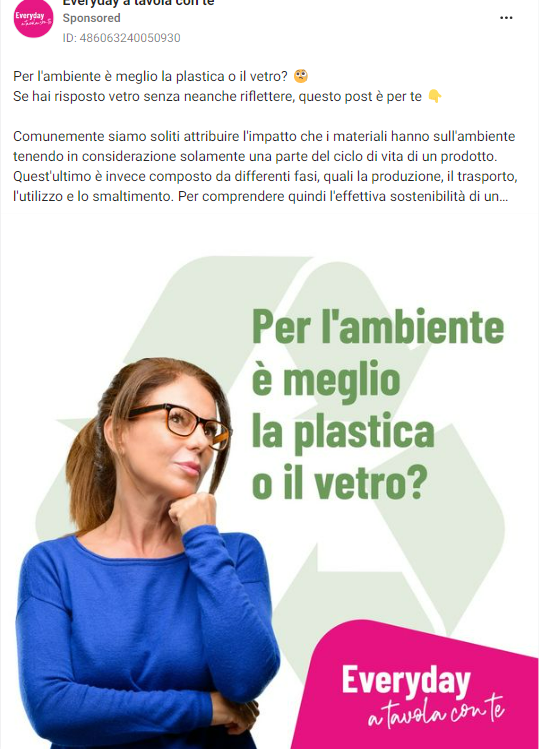 Everyday a tavola con te
Sponsored
ID: 486063240050930
Per l'ambiente è meglio la plastica o il vetro? 🧐
Se hai risposto vetro senza neanche riflettere, questo post è per te 👇
Comunemente siamo soliti attribuire l'impatto che i materiali hanno sull'ambiente
tenendo in considerazione solamente una parte del ciclo di vita di un prodotto.
Quest'ultimo è invece composto da differenti fasi, quali la produzione, il trasporto,
l'utilizzo e lo smaltimento. Per comprendere quindi l'effettiva sostenibilità di un...
Per l'ambiente
è meglio
la plastica
o il vetro?
Everyday
a tavola con te
Everyday
a tavola con te